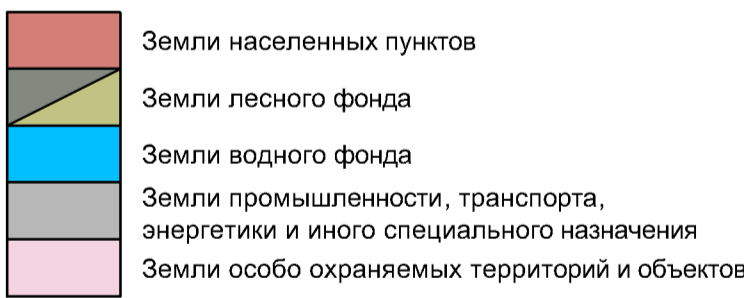 Земли населенных пунктов
Земли лесного фонда
Земли водного фонда
Земли промышленности, транспорта,
энергетики и иного специального назначения
Земли особо охраняемых территорий и объектов